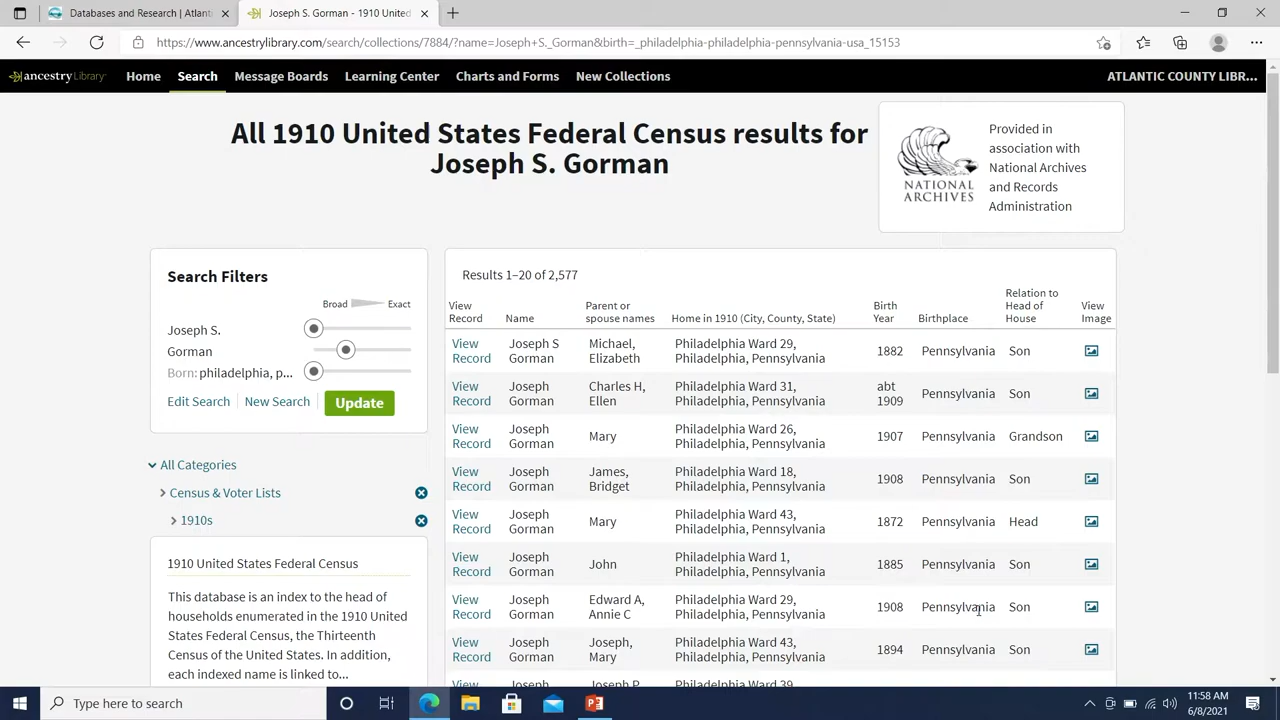 Databases and Research | Atlant
Joseph S. Gorman - 1910 United
https://www.ancestrylibrary.com/search/collections/7884/?name=Joseph+S._Gorman&birth=_philadelphia-philadelphia-pennsylvania-usa_15153
ancestryLibrary
Home Search Message Boards Learning Center Charts and Forms New Collections
ATLANTIC COUNTY LIBR...
All 1910 United States Federal Census results for
Joseph S. Gorman
NATIONAL
ARCHIVES
Provided in
association with
National Archives
and Records
Administration
Search Filters
Broad Exact
Joseph S.
Gorman
Born: philadelphia, p...
Edit Search New Search Update
All Categories
Census & Voter Lists
1910s
1910 United States Federal Census
This database is an index to the head of
households enumerated in the 1910 United
States Federal Census, the Thirteenth
Census of the United States. In addition,
each indexed name is linked to...
Results 1–20 of 2,577
View Record Name Parent or spouse names Home in 1910 (City, County, State) Birth Year Birthplace Relation to Head of House View Image
View Record Joseph S Gorman Michael, Elizabeth Philadelphia Ward 29, Philadelphia, Pennsylvania 1882 Pennsylvania Son
View Record Joseph Gorman Charles H, Ellen Philadelphia Ward 31, Philadelphia, Pennsylvania abt 1909 Pennsylvania Son
View Record Joseph Gorman Mary Philadelphia Ward 26, Philadelphia, Pennsylvania 1907 Pennsylvania Grandson
View Record Joseph Gorman James, Bridget Philadelphia Ward 18, Philadelphia, Pennsylvania 1908 Pennsylvania Son
View Record Joseph Gorman Mary Philadelphia Ward 43, Philadelphia, Pennsylvania 1872 Pennsylvania Head
View Record Joseph Gorman John Philadelphia Ward 1, Philadelphia, Pennsylvania 1885 Pennsylvania Son
View Record Joseph Gorman Edward A, Annie C Philadelphia Ward 29, Philadelphia, Pennsylvania 1908 Pennsylvania Son
View Record Joseph Gorman Joseph, Mary Philadelphia Ward 43, Philadelphia, Pennsylvania 1894 Pennsylvania Son
View Joseph Joseph P Philadelphia Ward 39,
Type here to search
11:58 AM
6/8/2021